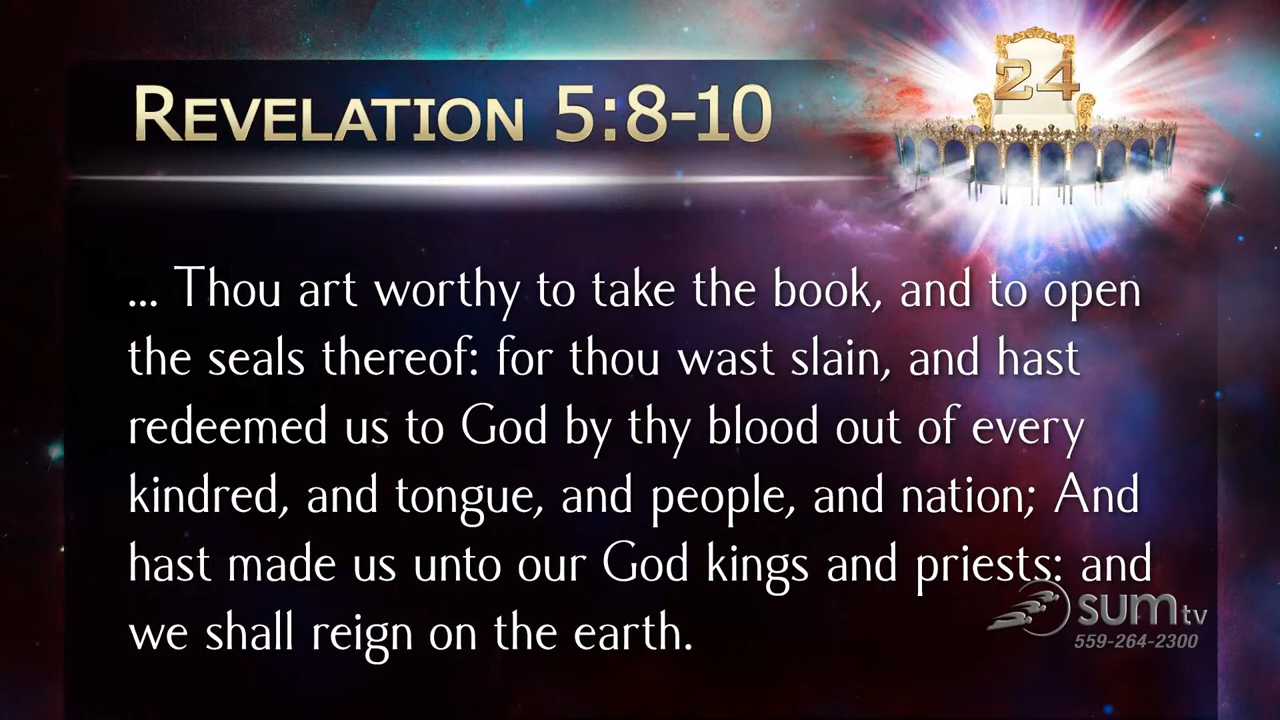 Revelation 5:8-10
24
... Thou art worthy to take the book, and to open
the seals thereof: for thou wast slain, and hast
redeemed us to God by thy blood out of every
kindred, and tongue, and people, and nation; And
hast made us unto our God kings and priests: and
we shall reign on the earth.
sumtv
559-264-2300